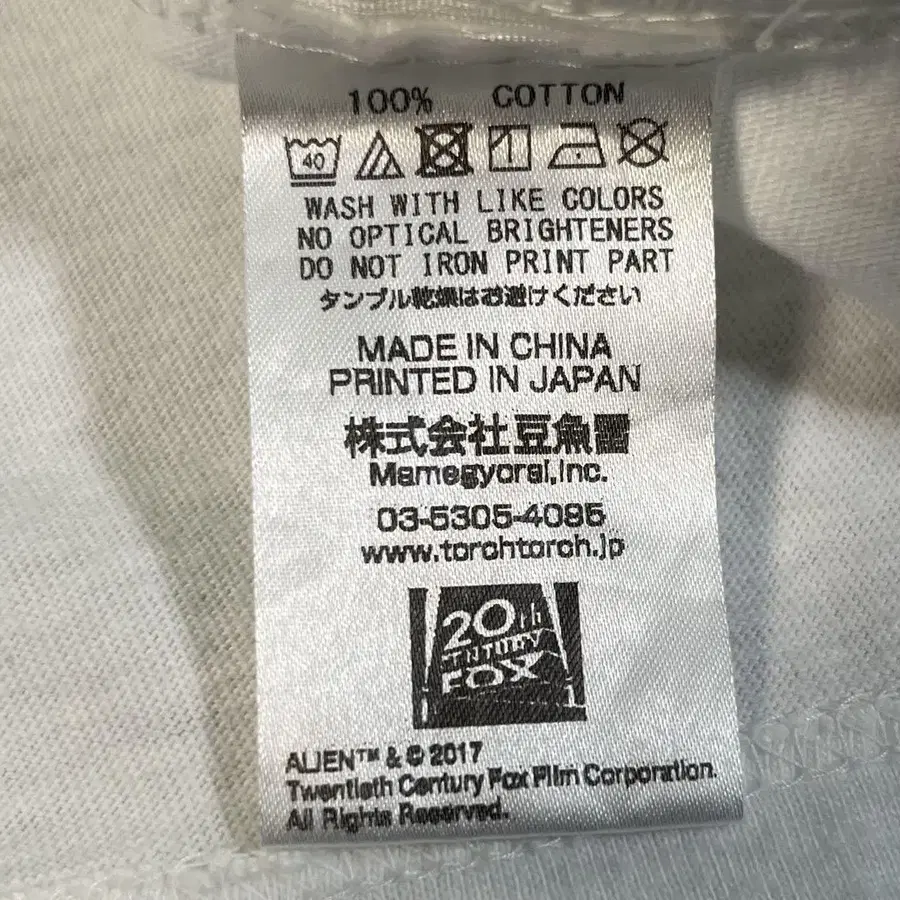 100% COTTON
40
WASH WITH LIKE COLORS
NO OPTICAL BRIGHTENERS
DO NOT IRON PRINT PART
タンブル乾燥はお避けください
MADE IN CHINA
PRINTED IN JAPAN
株式会社豆魚雷
Mamegyorai,Inc.
03-5305-4085
www.torchtorch.jp
20th
CENTURY
FOX
ALIEN™ & © 2017
Twentieth Century Fox Film Corporation.
All Rights Reserved.